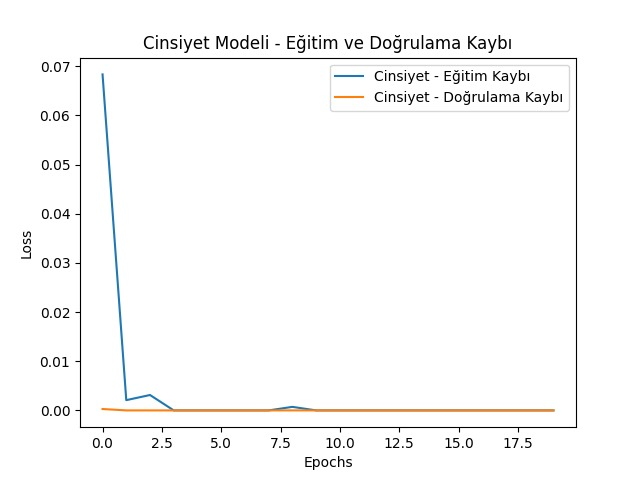 Cinsiyet Modeli - Eğitim ve Doğrulama Kaybı
Cinsiyet - Eğitim Kaybı
Cinsiyet - Doğrulama Kaybı
0.07
0.06
0.05
0.04
0.03
0.02
0.01
0.00
Loss
0.0 2.5 5.0 7.5 10.0 12.5 15.0 17.5
Epochs